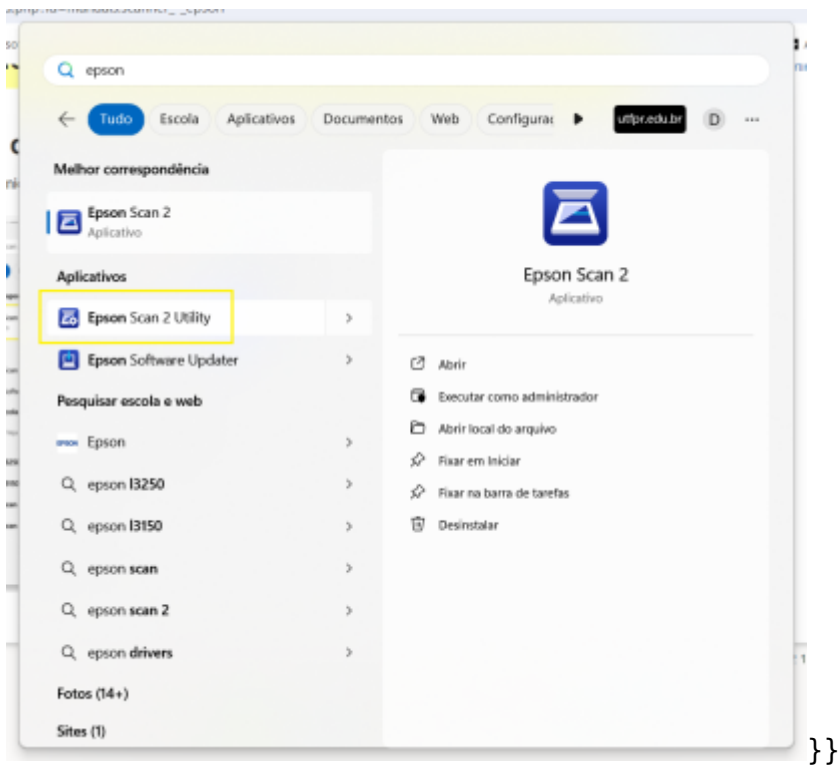 epson
Tudo Escola Aplicativos Documentos Web Configuraç utfpr.edu.br D ...
Melhor correspondência
Epson Scan 2
Aplicativo
Epson Scan 2
Aplicativo
Aplicativos
Epson Scan 2 Utility
Epson Software Updater
Abrir
Executar como administrador
Abrir local do arquivo
Fixar em Iniciar
Fixar na barra de tarefas
Desinstalar
Pesquisar escola e web
EPSON Epson
epson l3250
epson l3150
epson scan
epson scan 2
epson drivers
Fotos (14+)
Sites (1)
}}